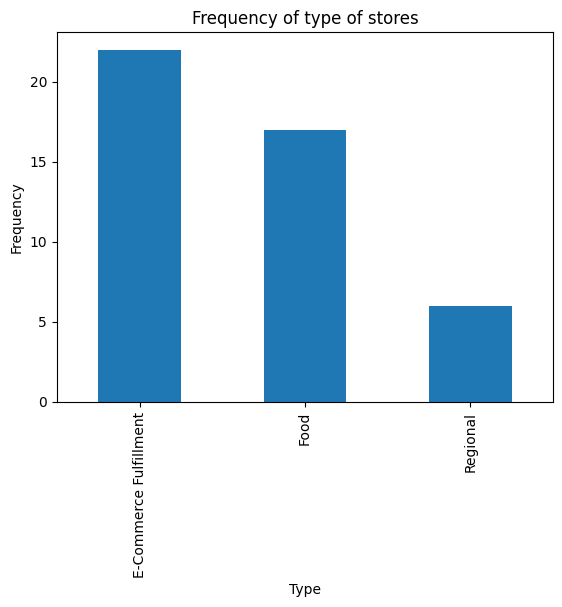 Frequency of type of stores
Frequency
20
15
10
5
0
E-Commerce Fulfillment
Food
Regional
Type